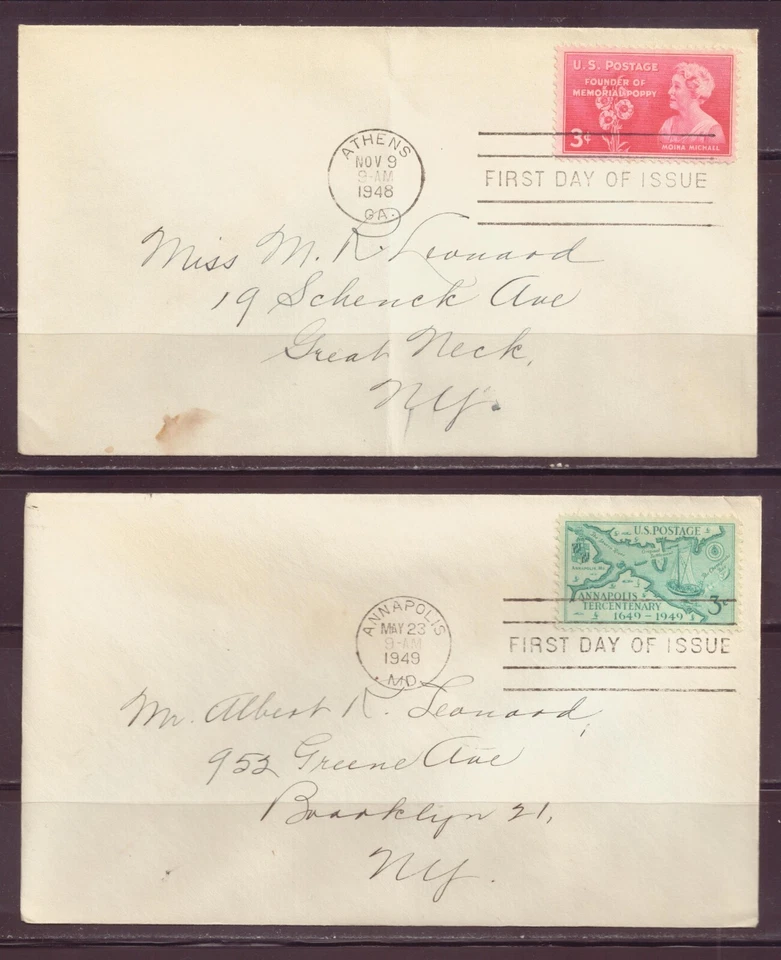 U.S. POSTAGE
FOUNDER OF
MEMORIAL POPPY
3¢
MOINA MICHAEL
ATHENS
NOV 9
9-AM
1948
GA.
FIRST DAY OF ISSUE
Miss M. R. Leonard
19 Schenck Ave
Great Neck,
NY.
U.S. POSTAGE
ANNAPOLIS
TERCENTENARY
1649-1949
3¢
ANNAPOLIS
MAY 23
9-AM
1949
MD.
FIRST DAY OF ISSUE
Mr. Albert R. Leonard,
952 Greene Ave
Brooklyn 21,
NY.